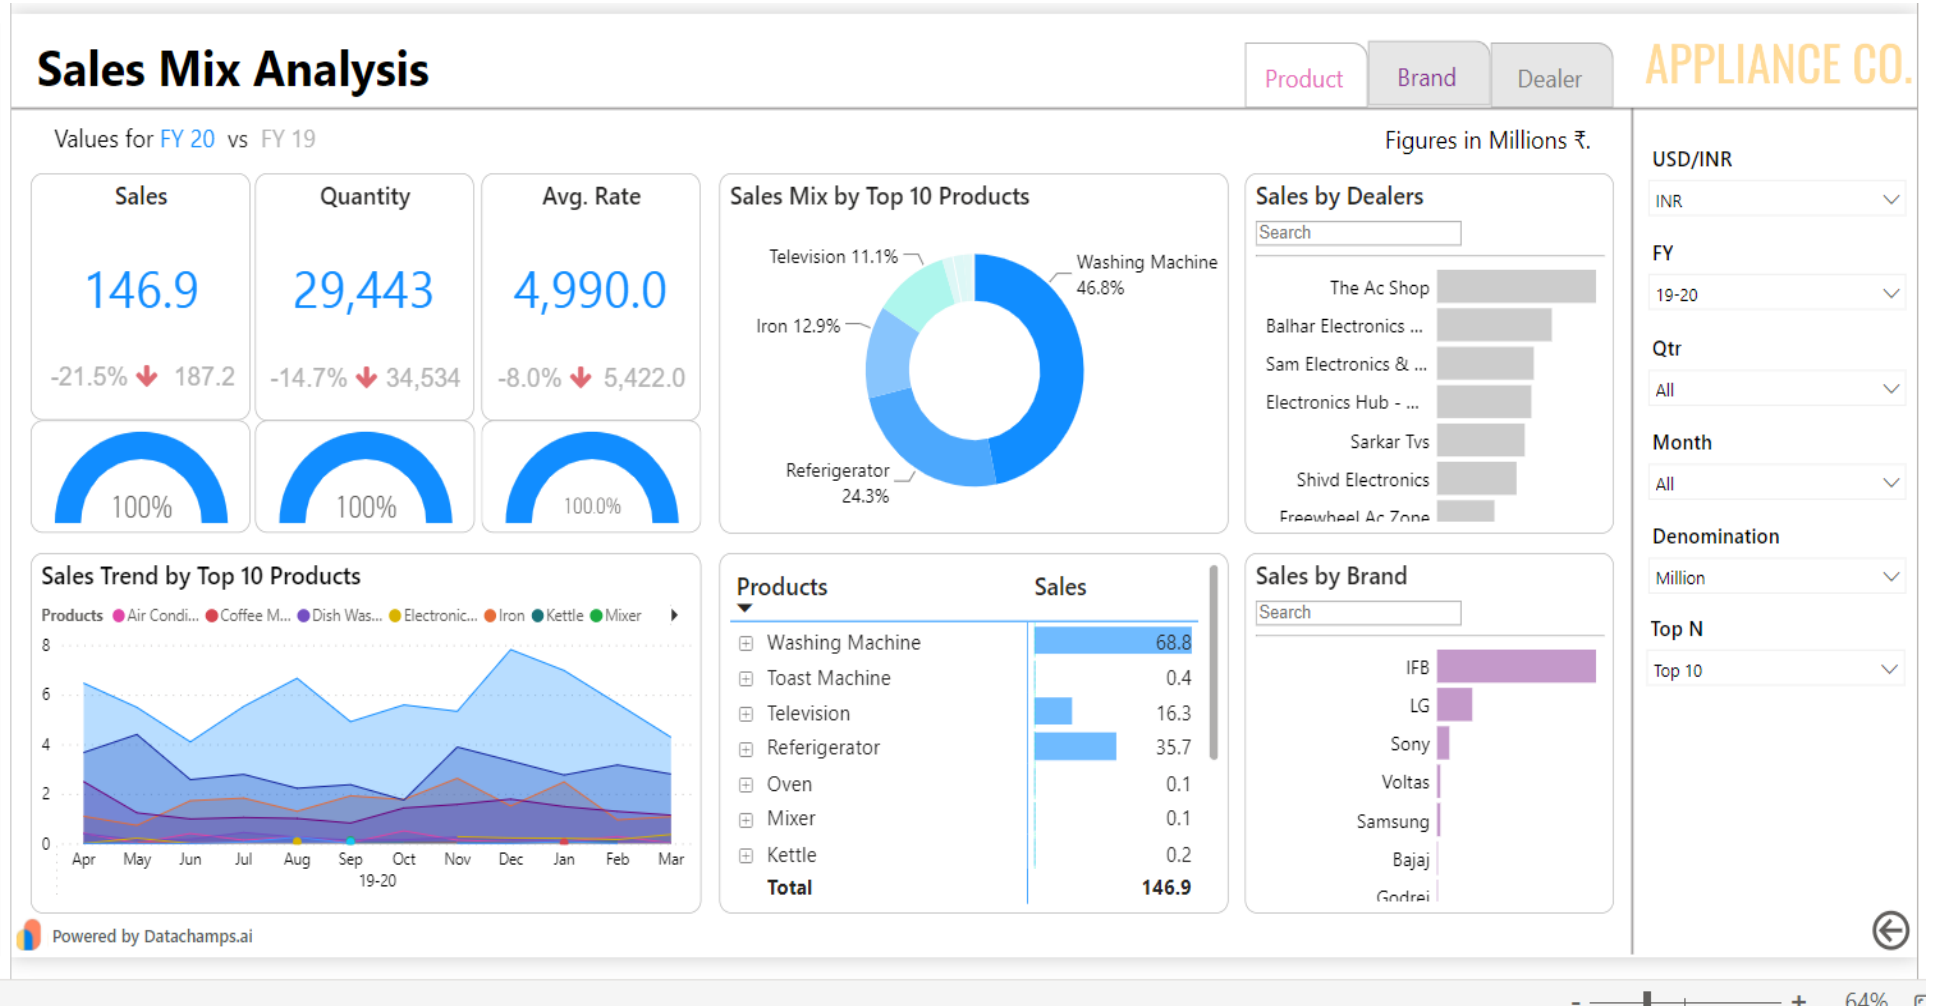 Sales Mix Analysis
Product
Brand
Dealer
APPLIANCE CO.
Values for FY 20 vs FY 19
Figures in Millions ₹.
Sales
146.9
-21.5% 187.2
Quantity
29,443
-14.7% 34,534
Avg. Rate
4,990.0
-8.0% 5,422.0
100%
100%
100.0%
Sales Mix by Top 10 Products
Television 11.1%
Washing Machine
46.8%
Iron 12.9%
Referigerator
24.3%
Sales by Dealers
Search
The Ac Shop
Balhar Electronics ...
Sam Electronics & ...
Electronics Hub - ...
Sarkar Tvs
Shivd Electronics
Freewheel Ac Zone
USD/INR
INR
FY
19-20
Qtr
All
Month
All
Denomination
Million
Top N
Top 10
Sales Trend by Top 10 Products
Products Air Condi... Coffee M... Dish Was... Electronic... Iron Kettle Mixer
8
6
4
2
0
Apr May Jun Jul Aug Sep Oct Nov Dec Jan Feb Mar
19-20
Products Sales
Washing Machine 68.8
Toast Machine 0.4
Television 16.3
Referigerator 35.7
Oven 0.1
Mixer 0.1
Kettle 0.2
Total 146.9
Sales by Brand
Search
IFB
LG
Sony
Voltas
Samsung
Bajaj
Godrej
Powered by Datachamps.ai
- + 64%